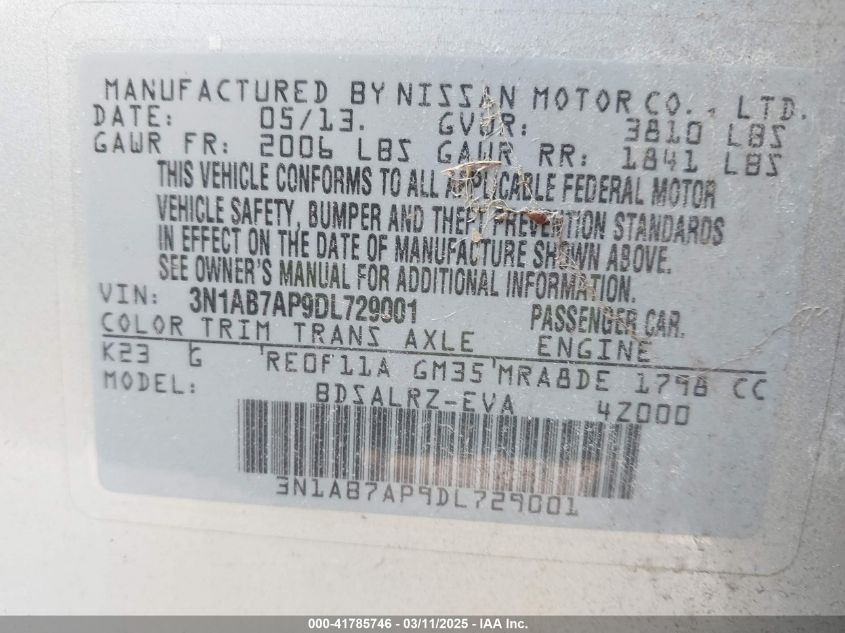 MANUFACTURED BY NISSAN MOTOR CO., LTD.
DATE: 05/13. GVWR: 3810 LBS
GAWR FR: 2006 LBS GAWR RR: 1841 LBS
THIS VEHICLE CONFORMS TO ALL APPLICABLE FEDERAL MOTOR
VEHICLE SAFETY, BUMPER AND THEFT PREVENTION STANDARDS
IN EFFECT ON THE DATE OF MANUFACTURE SHOWN ABOVE.
SEE OWNER'S MANUAL FOR ADDITIONAL INFORMATION.
VIN: 3N1AB7AP9DL729001 PASSENGER CAR.
COLOR TRIM TRANS AXLE ENGINE
K23 G RE0F11A GM35 MRA8DE 1798 CC
MODEL: BDSALRZ-EVA 4Z000
3N1AB7AP9DL729001
000-41785746 - 03/11/2025 - IAA Inc.